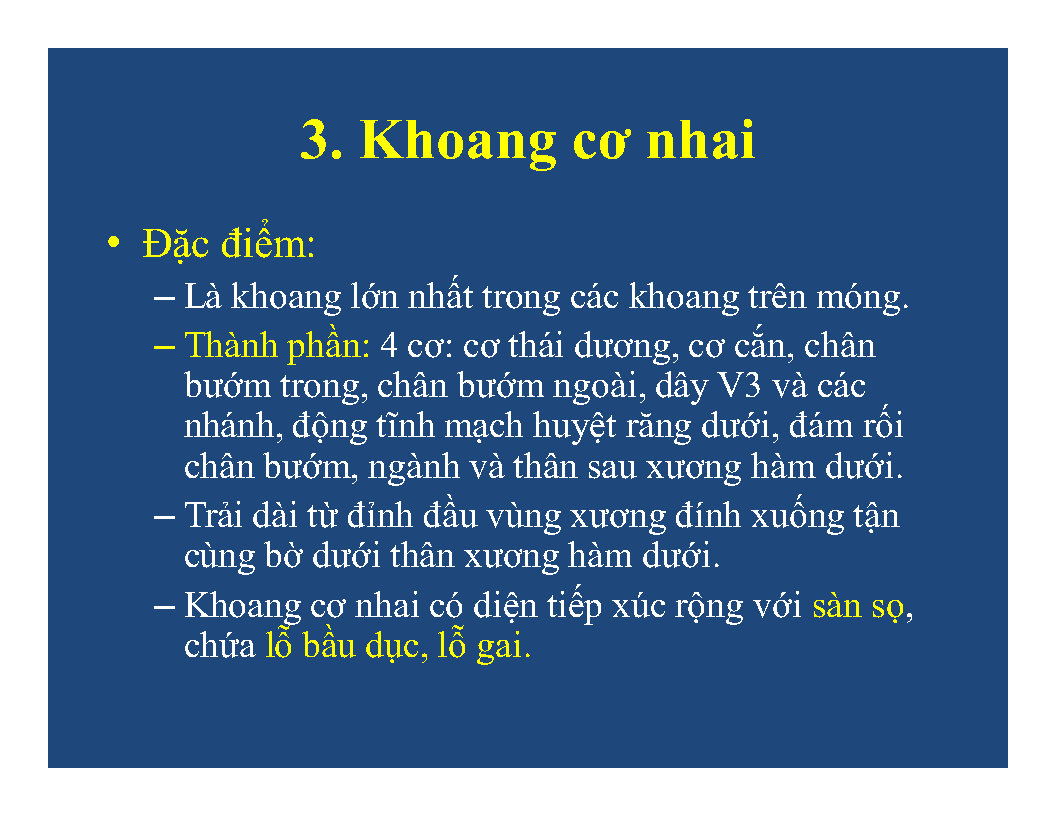 3. Khoang cơ nhai
• Đặc điểm:
– Là khoang lớn nhất trong các khoang trên móng.
– Thành phần: 4 cơ: cơ thái dương, cơ cắn, chân
bướm trong, chân bướm ngoài, dây V3 và các
nhánh, động tĩnh mạch huyệt răng dưới, đám rối
chân bướm, ngành và thân sau xương hàm dưới.
– Trải dài từ đỉnh đầu vùng xương đính xuống tận
cùng bờ dưới thân xương hàm dưới.
– Khoang cơ nhai có diện tiếp xúc rộng với sàn sọ,
chứa lỗ bầu dục, lỗ gai.